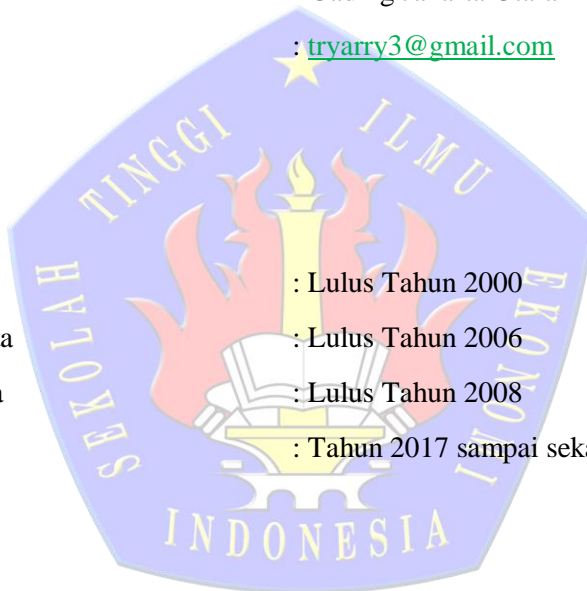 : tryarry3@gmail.com
: Lulus Tahun 2000
: Lulus Tahun 2006
: Lulus Tahun 2008
: Tahun 2017 sampai
SEKOLAH TINGGI ILMU EKONOMI
INDONESIA